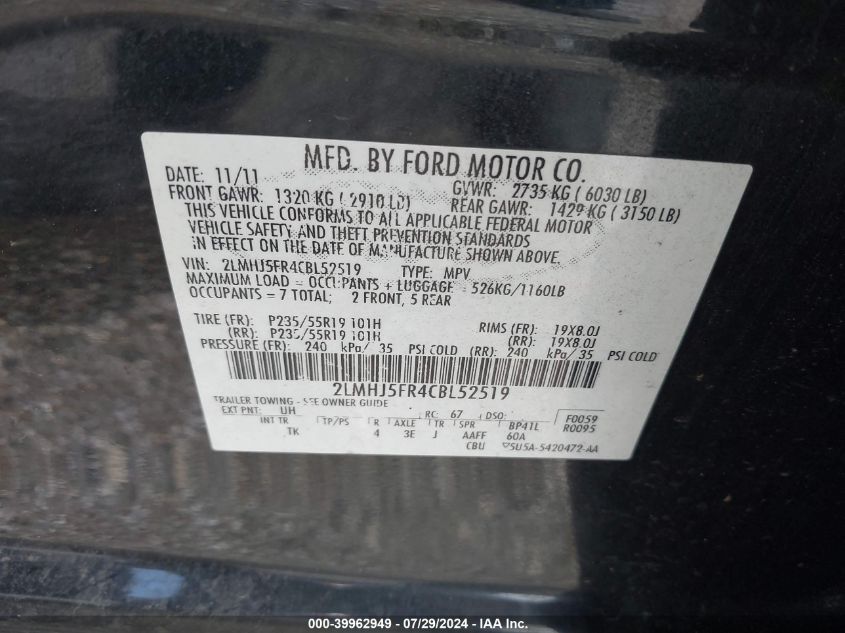 MFD. BY FORD MOTOR CO.
DATE: 11/11 GVWR: 2735 KG ( 6030 LB)
FRONT GAWR: 1320 KG ( 2910 LB) REAR GAWR: 1429 KG ( 3150 LB)
THIS VEHICLE CONFORMS TO ALL APPLICABLE FEDERAL MOTOR
VEHICLE SAFETY AND THEFT PREVENTION STANDARDS
IN EFFECT ON THE DATE OF MANUFACTURE SHOWN ABOVE.
VIN: 2LMHJ5FR4CBL52519 TYPE: MPV
MAXIMUM LOAD = OCCUPANTS + LUGGAGE = 526KG/1160LB
OCCUPANTS = 7 TOTAL; 2 FRONT, 5 REAR
TIRE (FR): P235/55R19 101H RIMS (FR): 19X8.0J
(RR): P235/55R19 101H (RR): 19X8.0J
PRESSURE (FR): 240 kPa/ 35 PSI COLD (RR): 240 kPa/ 35 PSI COLD
2LMHJ5FR4CBL52519
TRAILER TOWING - SEE OWNER GUIDE
EXT PNT: UH RC: 67 DSO: F0059
INT TR TP/PS R AXLE TR SPR BP41L R0095
TK 4 3E J AAFF 60A
CBU 5U5A-5420472-AA
000-39962949 - 07/29/2024 - IAA Inc.